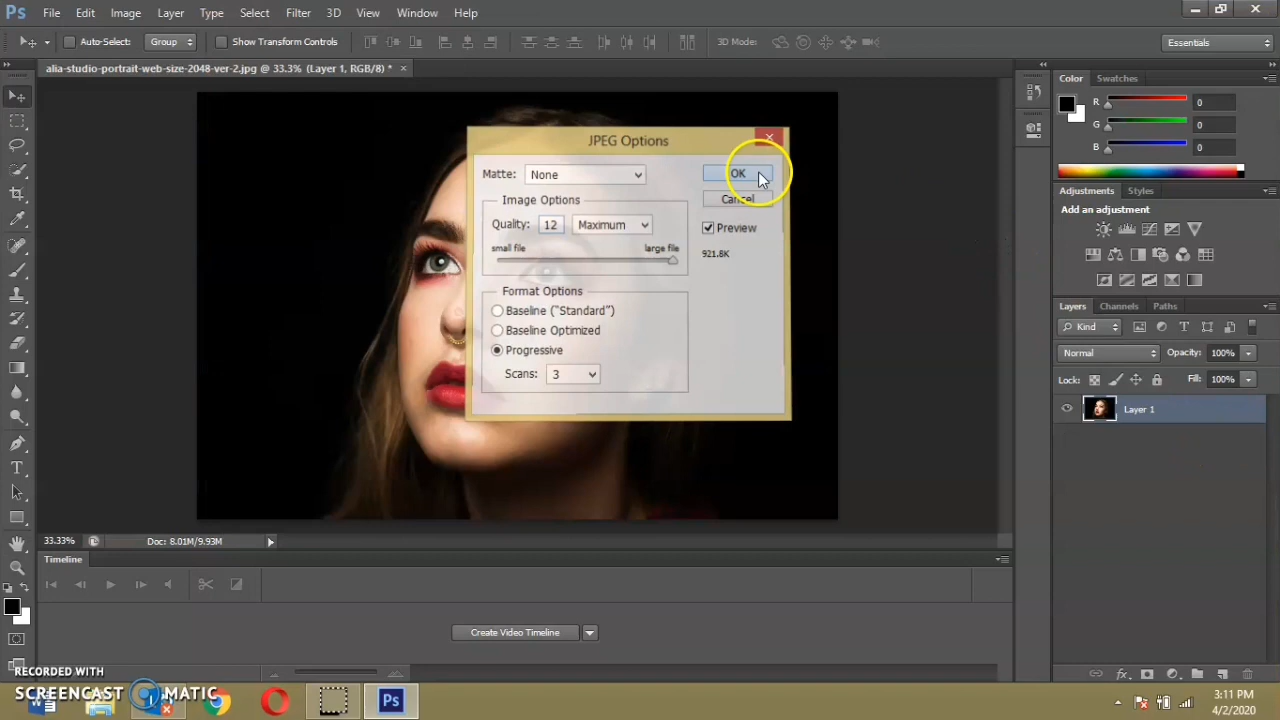 Ps File Edit Image Layer Type Select Filter 3D View Window Help
Auto-Select: Group Show Transform Controls 3D Mode: Essentials
alia-studio-portrait-web-size-2048-ver-2.jpg @ 33.3% (Layer 1, RGB/8) * ×
Color Swatches
R 0
G 0
B 0
Adjustments Styles
Add an adjustment
JPEG Options
Matte: None OK
Image Options Cancel
Quality: 12 Maximum Preview
small file large file 921.8K
Format Options
Baseline ("Standard")
Baseline Optimized
Progressive
Scans: 3
Layers Channels Paths
Kind
Normal Opacity: 100%
Lock: Fill: 100%
Layer 1
33.33% Doc: 8.01M/9.93M
Timeline
Create Video Timeline
RECORDED WITH
SCREENCAST MATIC
Ps
3:11 PM
4/2/2020